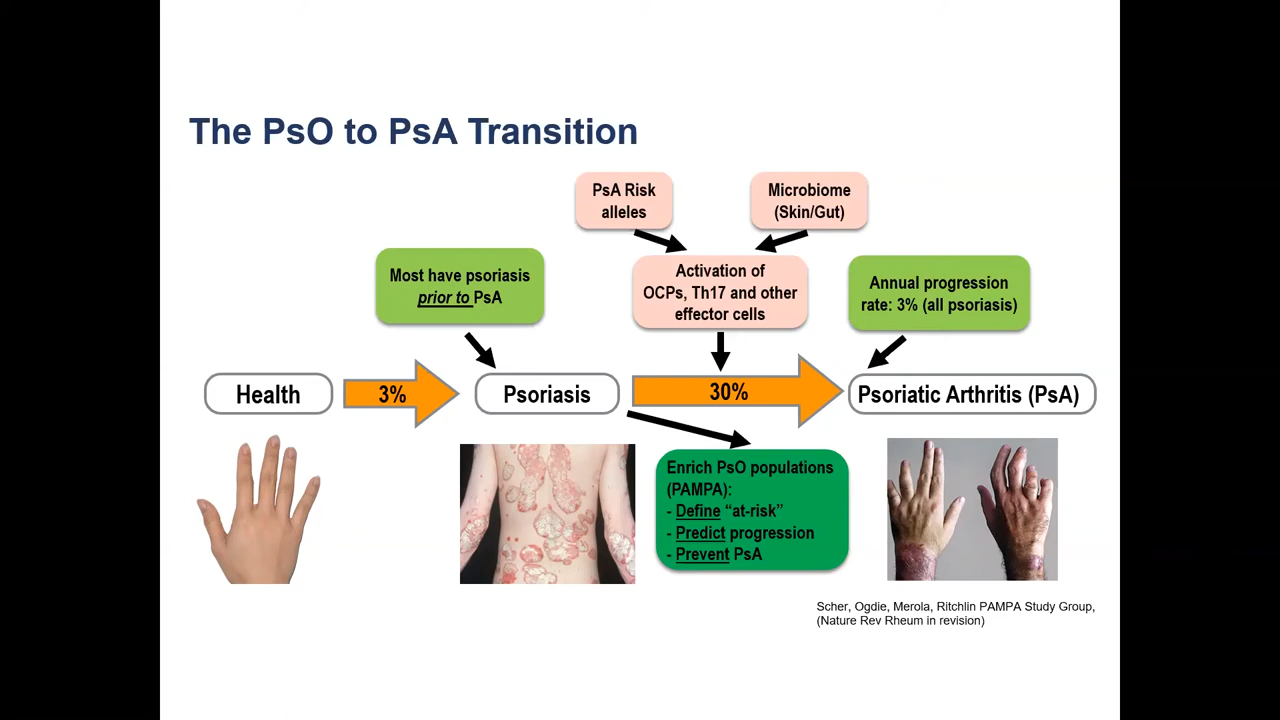 The PsO to PsA Transition
PsA Risk
alleles
Microbiome
(Skin/Gut)
Most have psoriasis
prior to PsA
Activation of
OCPs, Th17 and other
effector cells
Annual progression
rate: 3% (all psoriasis)
Health
3%
Psoriasis
30%
Psoriatic Arthritis (PsA)
Enrich PsO populations
(PAMPA):
- Define “at-risk”
- Predict progression
- Prevent PsA
Scher, Ogdie, Merola, Ritchlin PAMPA Study Group,
(Nature Rev Rheum in revision)